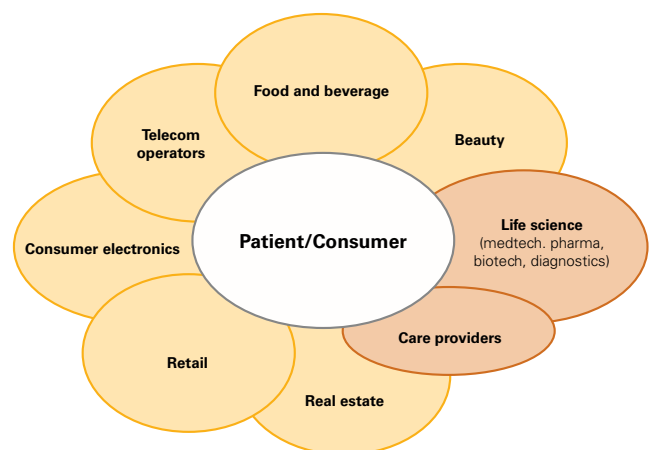 Food and beverage
Telecom
operators
Beauty
Life science
(medtech. pharma,
biotech, diagnostics)
Patient/Consumer
Consumer electronics
Care providers
Retail
Real estate